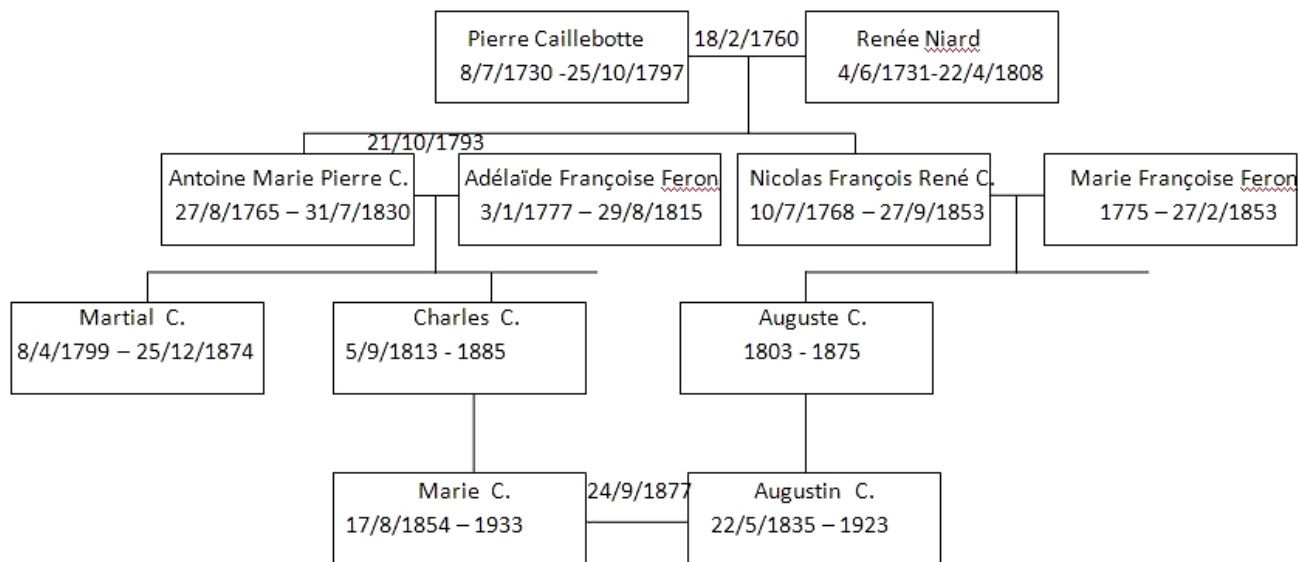 Pierre Caillebotte
8/7/1730 -25/10/1797
18/2/1760
Renée Niard
4/6/1731-22/4/1808
21/10/1793
Antoine Marie Pierre C.
27/8/1765 – 31/7/1830
Adélaïde Françoise Feron
3/1/1777 – 29/8/1815
Nicolas François René C.
10/7/1768 – 27/9/1853
Marie Françoise Feron
1775 – 27/2/1853
Martial C.
8/4/1799 – 25/12/1874
Charles C.
5/9/1813 - 1885
Auguste C.
1803 - 1875
Marie C.
17/8/1854 – 1933
24/9/1877
Augustin C.
22/5/1835 – 1923